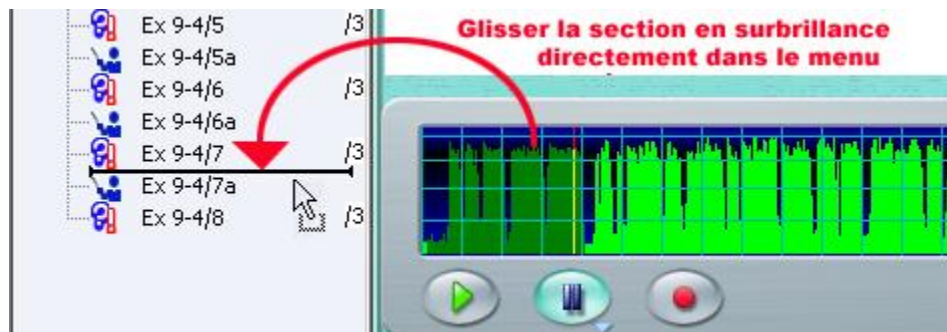 Ex 9-4/5 /3
Ex 9-4/5a
Ex 9-4/6 /3
Ex 9-4/6a
Ex 9-4/7 /3
Ex 9-4/7a
Ex 9-4/8 /3
Glisser la section en surbrillance
directement dans le menu